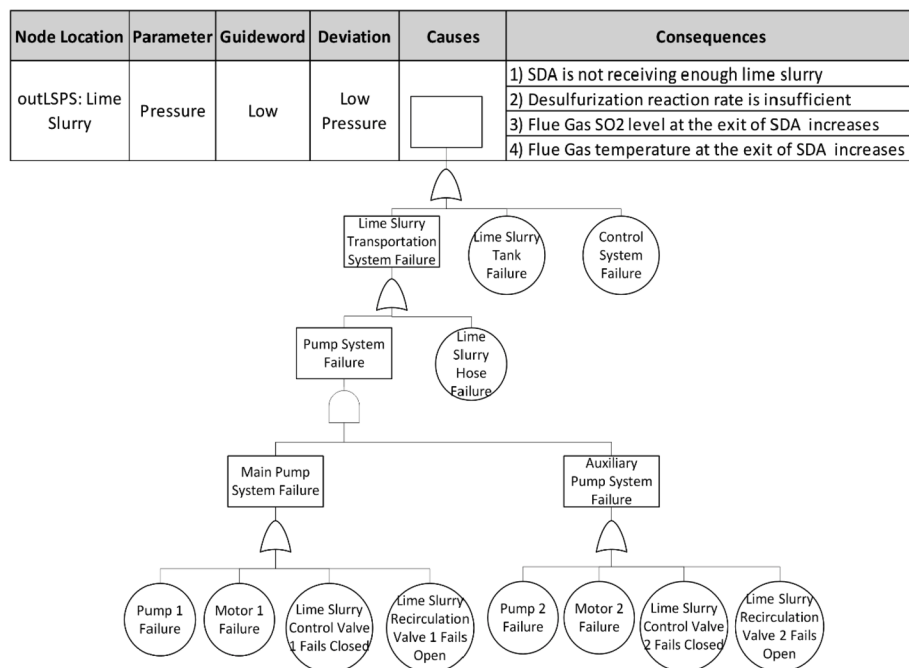 Node Location Parameter Guideword Deviation Causes Consequences
outLSPS: Lime
Slurry
Pressure
Low
Low
Pressure
1) SDA is not receiving enough lime slurry
2) Desulfurization reaction rate is insufficient
3) Flue Gas SO2 level at the exit of SDA increases
4) Flue Gas temperature at the exit of SDA increases
Lime Slurry
Transportation
System Failure
Lime Slurry
Tank
Failure
Control
System
Failure
Pump System
Failure
Lime
Slurry
Hose
Failure
Main Pump
System Failure
Auxiliary
Pump System
Failure
Pump 1
Failure
Motor 1
Failure
Lime Slurry
Control Valve
1 Fails Closed
Lime Slurry
Recirculation
Valve 1 Fails
Open
Pump 2
Failure
Motor 2
Failure
Lime Slurry
Control Valve
2 Fails Closed
Lime Slurry
Recirculation
Valve 2 Fails
Open